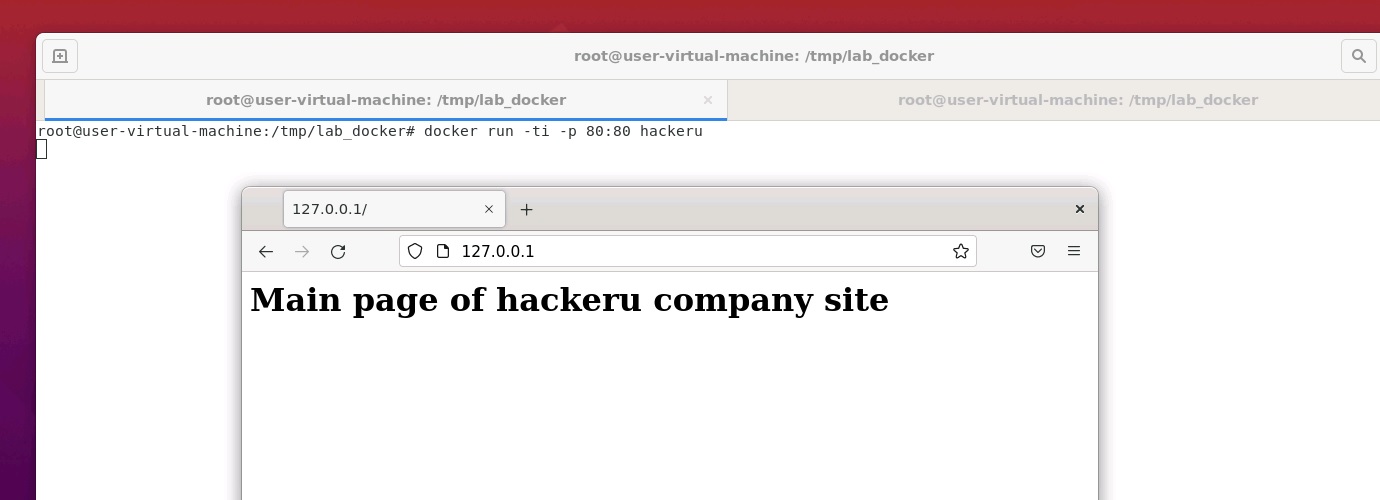 root@user-virtual-machine: /tmp/lab_docker
root@user-virtual-machine: /tmp/lab_docker
root@user-virtual-machine: /tmp/lab_docker
root@user-virtual-machine:/tmp/lab_docker# docker run -ti -p 80:80 hackeru
127.0.0.1/
127.0.0.1
Main page of hackeru company site